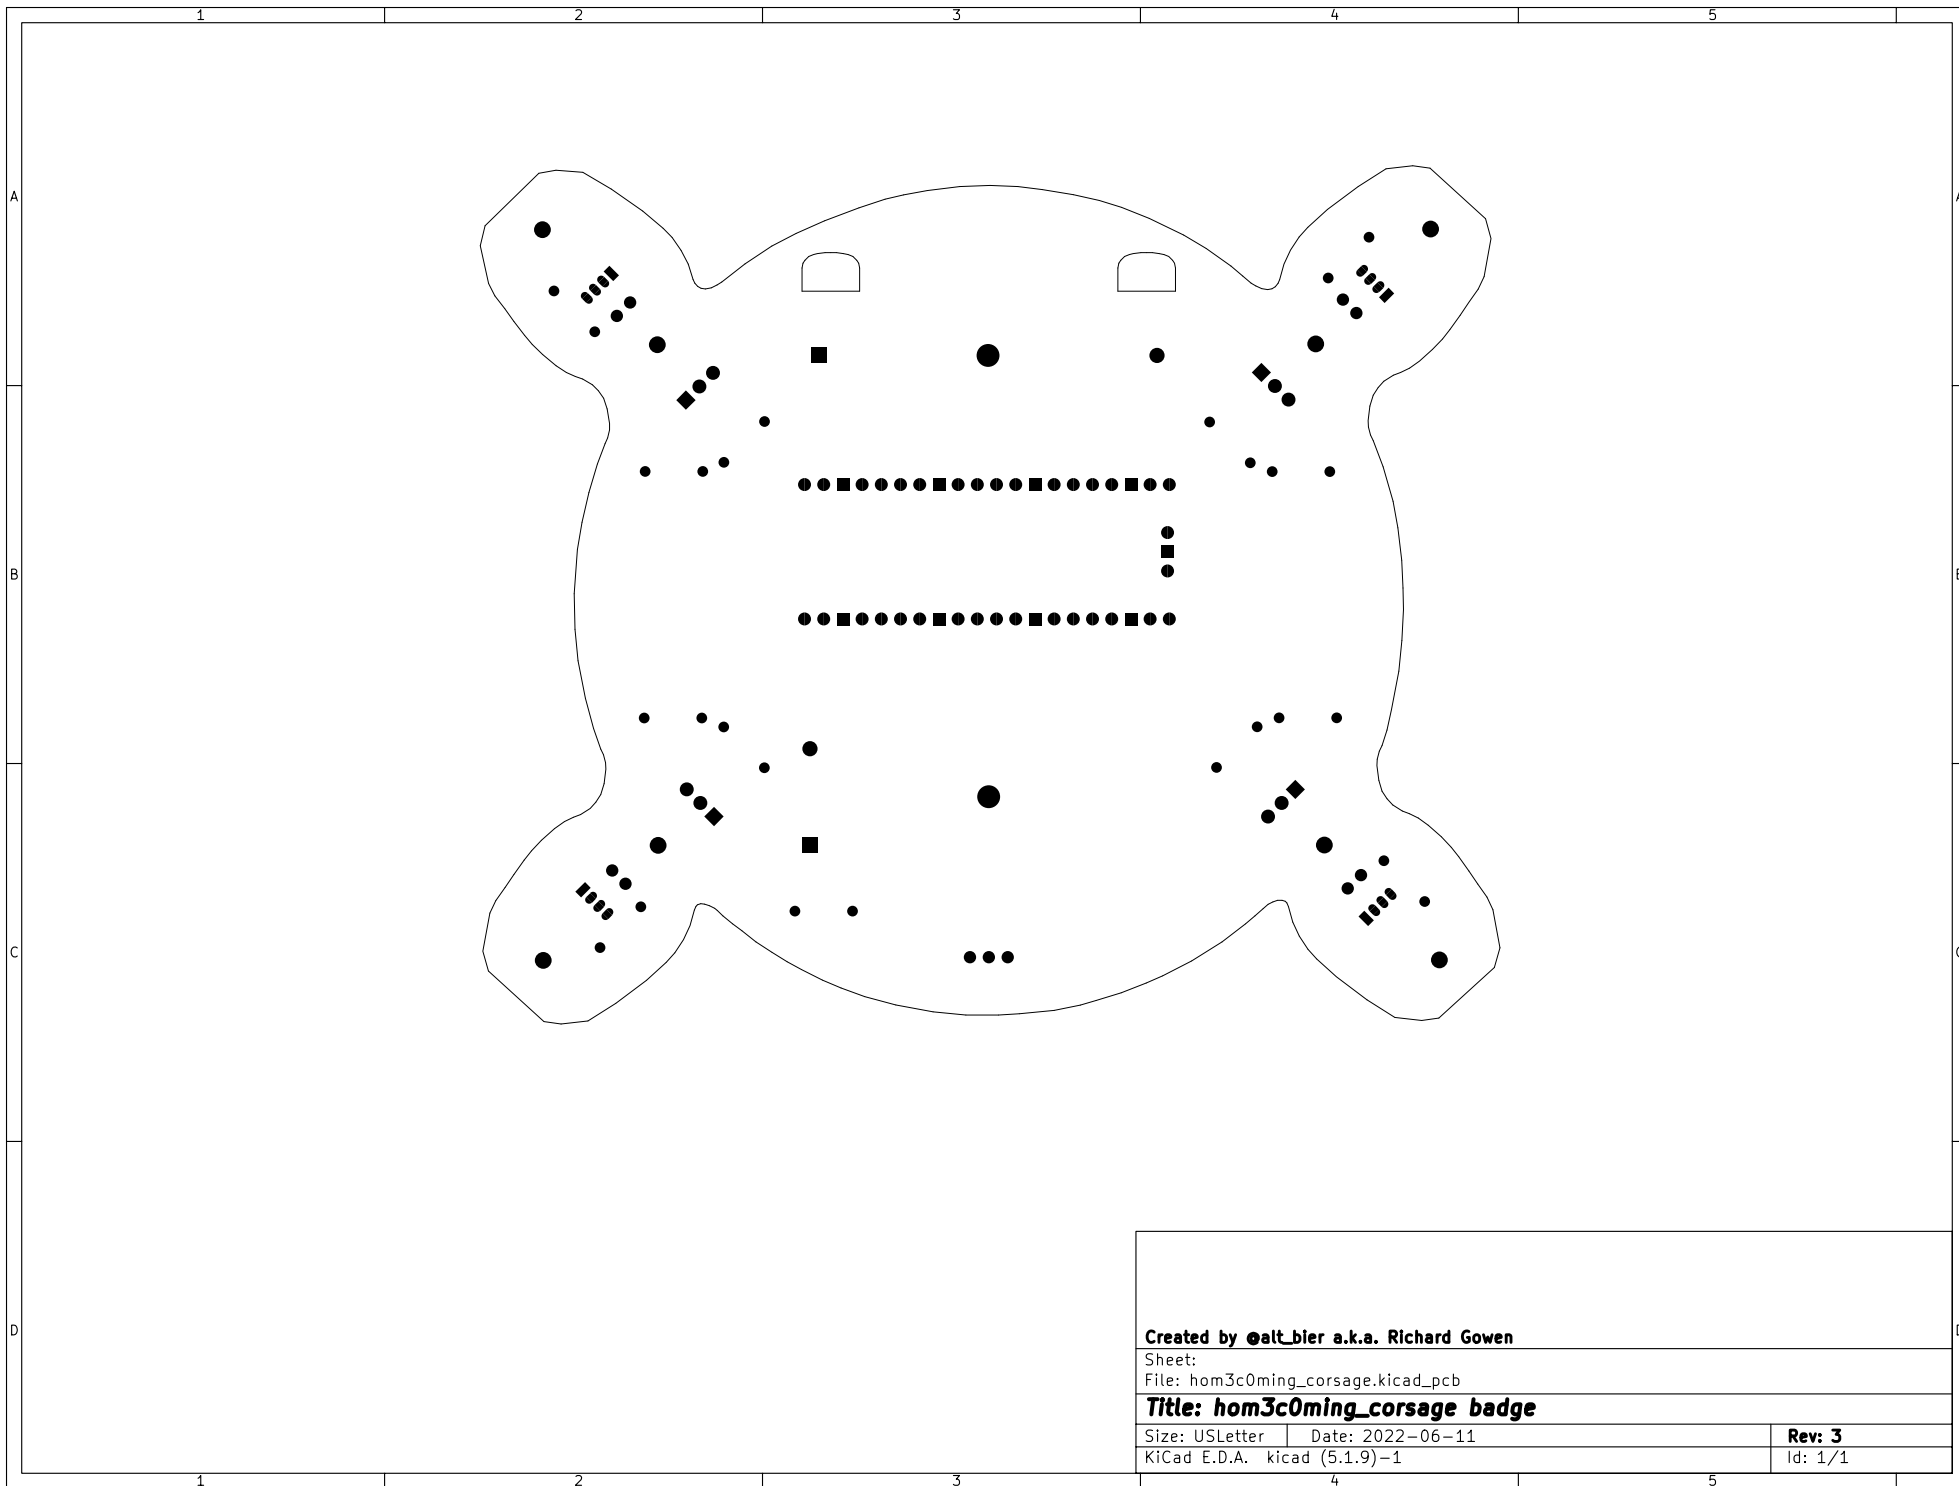 1 2 3 4 5
A A
B B
C C
D D
Created by @alt_bier a.k.a. Richard Gowen
Sheet:
File: hom3c0ming_corsage.kicad_pcb
Title: hom3c0ming_corsage badge
Size: USLetter Date: 2022-06-11 Rev: 3
KiCad E.D.A. kicad (5.1.9)-1 Id: 1/1
1 2 3 4 5